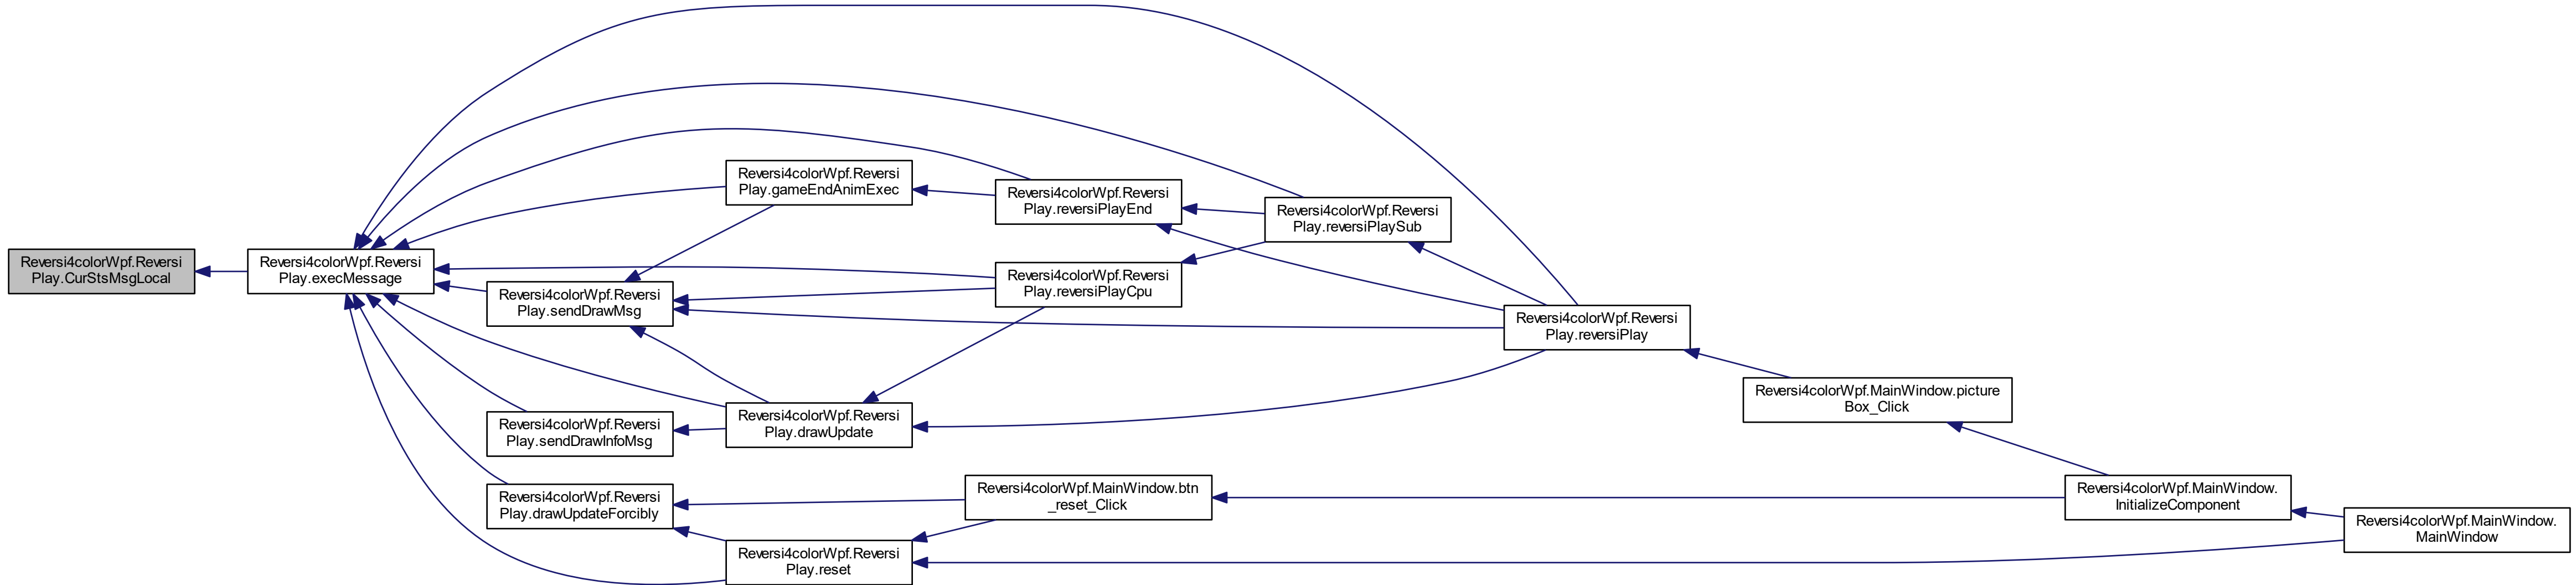 Reversi4colorWpf.Reversi
Play.CurStsMsgLocal
Reversi4colorWpf.Reversi
Play.execMessage
Reversi4colorWpf.Reversi
Play.gameEndAnimExec
Reversi4colorWpf.Reversi
Play.reversiPlayEnd
Reversi4colorWpf.Reversi
Play.reversiPlaySub
Reversi4colorWpf.Reversi
Play.reversiPlayCpu
Reversi4colorWpf.Reversi
Play.sendDrawMsg
Reversi4colorWpf.Reversi
Play.reversiPlay
Reversi4colorWpf.MainWindow.picture
Box_Click
Reversi4colorWpf.Reversi
Play.drawUpdate
Reversi4colorWpf.Reversi
Play.sendDrawInfoMsg
Reversi4colorWpf.Reversi
Play.drawUpdateForcibly
Reversi4colorWpf.MainWindow.btn
_reset_Click
Reversi4colorWpf.MainWindow.
InitializeComponent
Reversi4colorWpf.MainWindow.
MainWindow
Reversi4colorWpf.Reversi
Play.reset